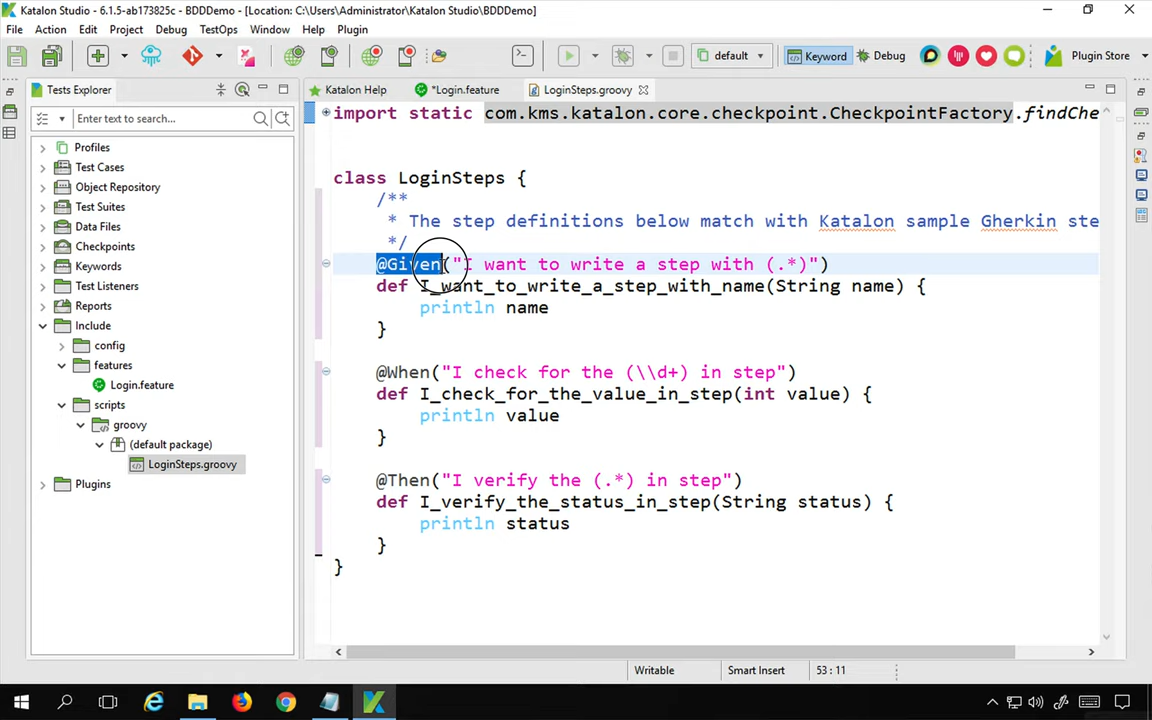 Katalon Studio - 6.1.5-ab173825c - BDDDemo - [Location: C:\Users\Administrator\Katalon Studio\BDDDemo]
File Action Project Edit Debug TestOps Window Help Plugin
default Keyword Debug Plugin Store
Tests Explorer
Katalon Help *Login.feature LoginSteps.groovy
Enter text to search...
Profiles
Test Cases
Object Repository
Test Suites
Data Files
Checkpoints
Keywords
Test Listeners
Reports
Include
config
features
Login.feature
scripts
groovy
(default package)
LoginSteps.groovy
Plugins
import static com.kms.katalon.core.checkpoint.CheckpointFactory.findChe
class LoginSteps {
/**
* The step definitions below match with Katalon sample Gherkin ste
*/
@Given("I want to write a step with (.*)")
def I_want_to_write_a_step_with_name(String name) {
println name
}
@When("I check for the (\\d+) in step")
def I_check_for_the_value_in_step(int value) {
println value
}
@Then("I verify the (.*) in step")
def I_verify_the_status_in_step(String status) {
println status
}
}
Writable Smart Insert 53 : 11